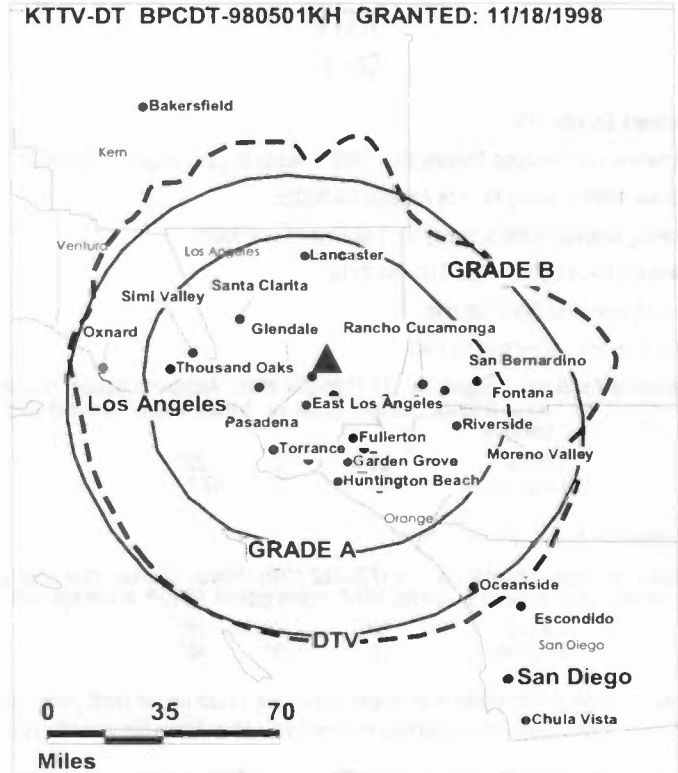 KTTV-DT BPCDT-980501KH GRANTED: 11/18/1998
Bakersfield
Kern
Ventura
Los Angeles
Lancaster
GRADE B
Simi Valley
Santa Clarita
Oxnard
Glendale
Rancho Cucamonga
Thousand Oaks
San Bernardino
Fontana
Los Angeles
East Los Angeles
Pasadena
Riverside
Fullerton
Torrance
Moreno Valley
Garden Grove
Huntington Beach
Orange
GRADE A
Oceanside
Escondido
DTV
San Diego
San Diego
Chula Vista
0 35 70
Miles